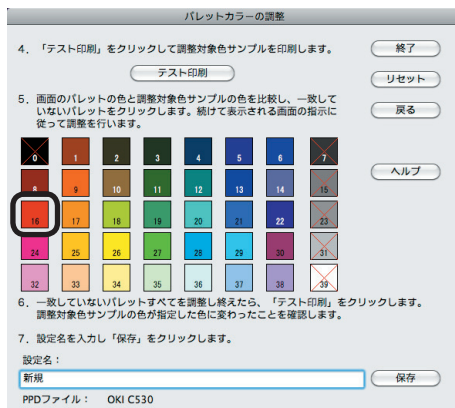 パレットカラーの調整
4. 「テスト印刷」をクリックして調整対象色サンプルを印刷します。
終了
テスト印刷
リセット
5. 画面のパレットの色と調整対象色サンプルの色を比較し、一致して
いないパレットをクリックします。続けて表示される画面の指示に
従って調整を行います。
戻る
ヘルプ
0 1 2 3 4 5 6 7
8 9 10 11 12 13 14 15
16 17 18 19 20 21 22 23
24 25 26 27 28 29 30 31
32 33 34 35 36 37 38 39
6. 一致していないパレットすべてを調整し終えたら、「テスト印刷」をクリックします。
調整対象色サンプルの色が指定した色に変わったことを確認します。
7. 設定名を入力し「保存」をクリックします。
設定名：
新規
保存
PPDファイル： OKI C530